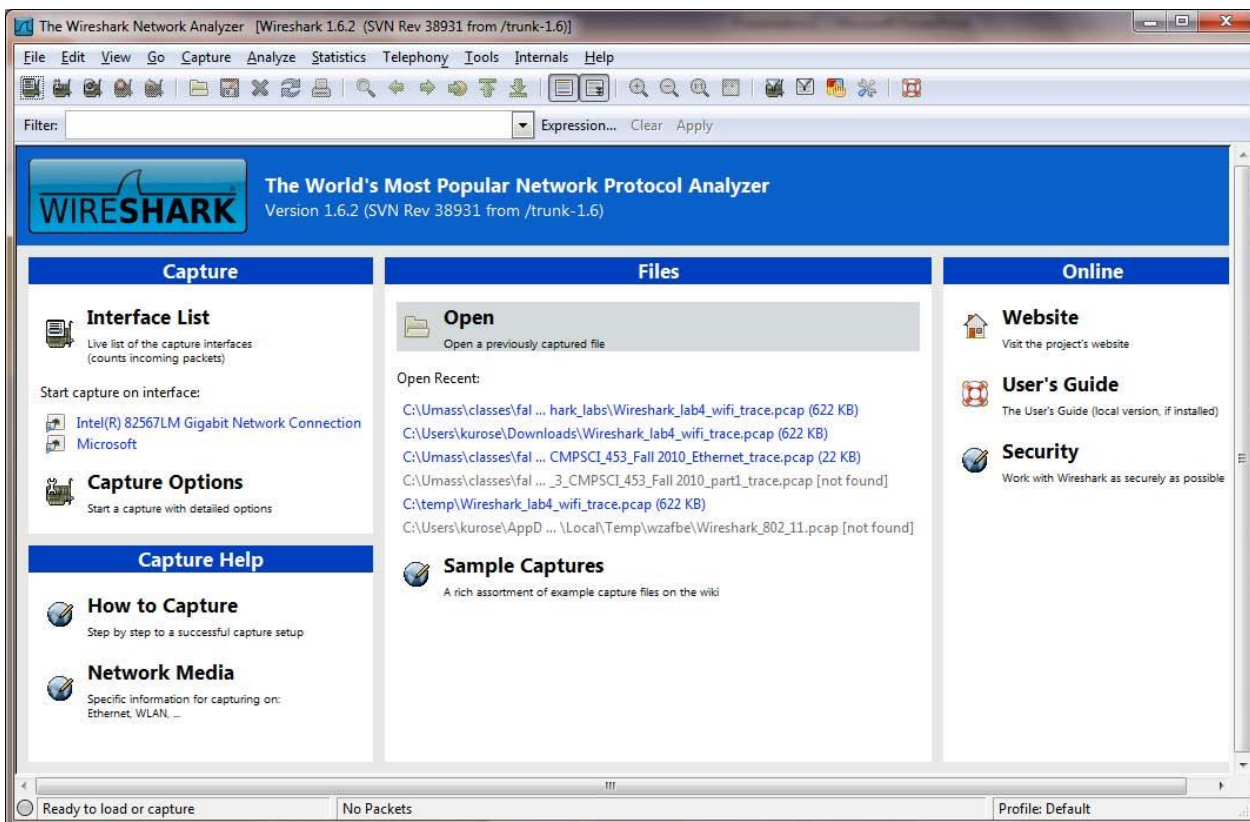 The Wireshark Network Analyzer [Wireshark 1.6.2 (SVN Rev 38931 from /trunk-1.6)]
File Edit View Go Capture Analyze Statistics Telephony Tools Internals Help
Filter: Expression... Clear Apply
WIRESHARK
The World's Most Popular Network Protocol Analyzer
Version 1.6.2 (SVN Rev 38931 from /trunk-1.6)
Capture
Interface List
Live list of the capture interfaces
(counts incoming packets)
Start capture on interface:
Intel(R) 82567LM Gigabit Network Connection
Microsoft
Capture Options
Start a capture with detailed options
Capture Help
How to Capture
Step by step to a successful capture setup
Network Media
Specific information for capturing on:
Ethernet, WLAN, ...
Files
Open
Open a previously captured file
Open Recent:
C:\Umass\classes\fal ... hark_labs\Wireshark_lab4_wifi_trace.pcap (622 KB)
C:\Users\kurose\Downloads\Wireshark_lab4_wifi_trace.pcap (622 KB)
C:\Umass\classes\fal ... CMPSCI_453_Fall 2010_Ethernet_trace.pcap (22 KB)
C:\Umass\classes\fal ... _3_CMPSCI_453_Fall 2010_part1_trace.pcap [not found]
C:\temp\Wireshark_lab4_wifi_trace.pcap (622 KB)
C:\Users\kurose\AppD ... \Local\Temp\wzafbe\Wireshark_802_11.pcap [not found]
Sample Captures
A rich assortment of example capture files on the wiki
Online
Website
Visit the project's website
User's Guide
The User's Guide (local version, if installed)
Security
Work with Wireshark as securely as possible
Ready to load or capture
No Packets
Profile: Default